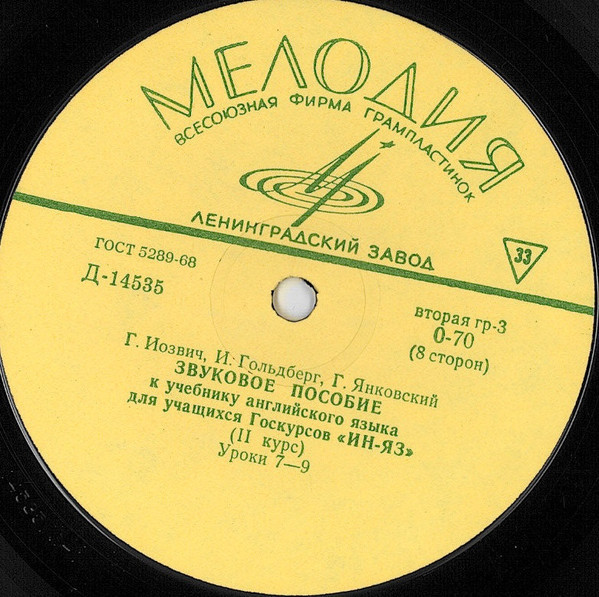 МЕЛОДИЯ
ВСЕСОЮЗНАЯ ФИРМА ГРАМПЛАСТИНОК
ЛЕНИНГРАДСКИЙ ЗАВОД
33
ГОСТ 5289-68
Д-14535
вторая гр-3
0-70
(8 сторон)
Г. Иозвич, И. Гольдберг, Г. Янковский
ЗВУКОВОЕ ПОСОБИЕ
к учебнику английского языка
для учащихся Госкурсов «ИН-ЯЗ»
(II курс)
Уроки 7—9